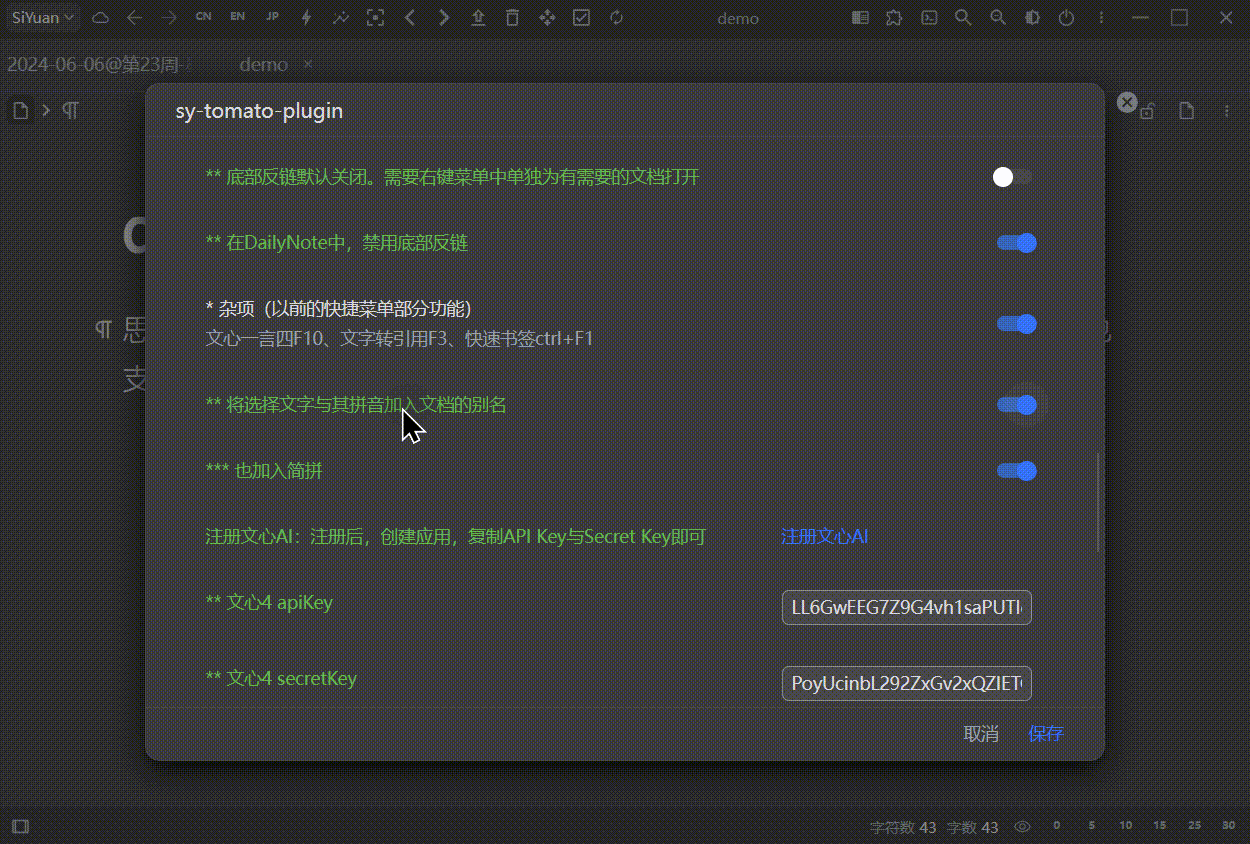 SiYuan CN EN JP demo
2024-06-06@第23周- demo ×
sy-tomato-plugin
** 底部反链默认关闭。需要右键菜单中单独为有需要的文档打开
** 在DailyNote中，禁用底部反链
* 杂项（以前的快捷菜单部分功能）
文心一言四F10、文字转引用F3、快速书签ctrl+F1
思
支
** 将选择文字与其拼音加入文档的别名
*** 也加入简拼
注册文心AI：注册后，创建应用，复制API Key与Secret Key即可 注册文心AI
** 文心4 apiKey LL6GwEEG7Z9G4vh1saPUTI
** 文心4 secretKey PoyUcinbL292ZxGv2xQZIET
取消 保存
字符数 43 字数 43 0 5 10 15 25 30